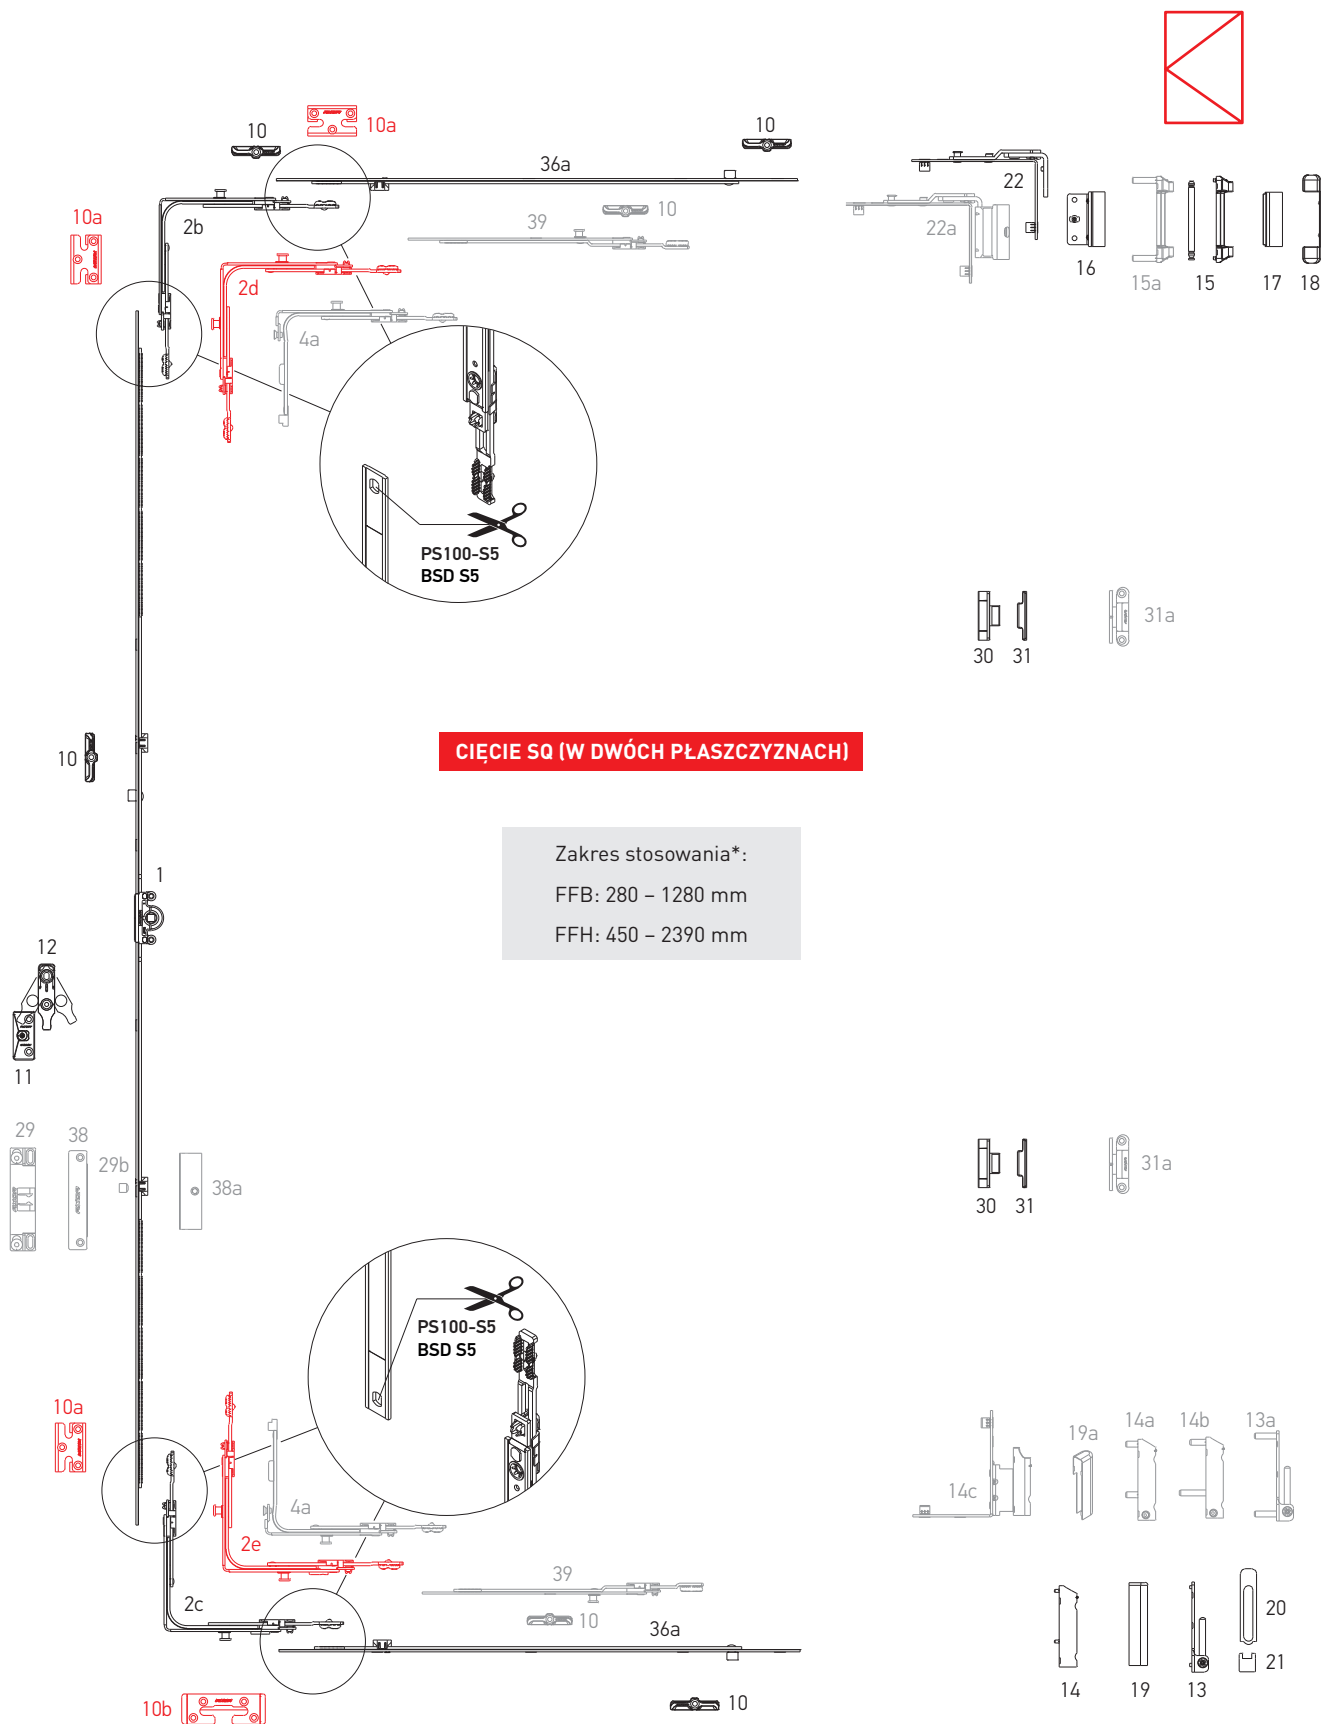 10a
10
10
36a
22
2b
10a
39
10
22a
16
15a
15
17
18
2d
4a
PS100-S5
BSD S5
31a
30
31
10
CIĘCIE SQ (W DWÓCH PŁASZCZYZNACH)
Zakres stosowania*:
FFB: 280 – 1280 mm
FFH: 450 – 2390 mm
1
12
11
29
38
29b
38a
31a
30
31
PS100-S5
BSD S5
10a
19a
14a
14b
13a
14c
4a
2e
39
2c
10
36a
20
21
14
19
13
10b
10